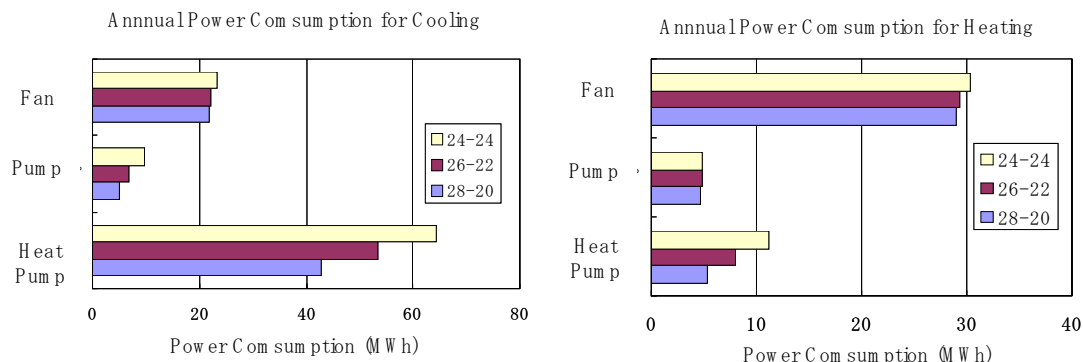 Annnual Power Comsumption for Cooling
Fan
Pump
Heat
Pump
24-24
26-22
28-20
0 20 40 60 80
Power Comsumption (MWh)
Annnual Power Comsumption for Heating
Fan
Pump
Heat
Pump
24-24
26-22
28-20
0 10 20 30 40
Power Comsumption (MWh)